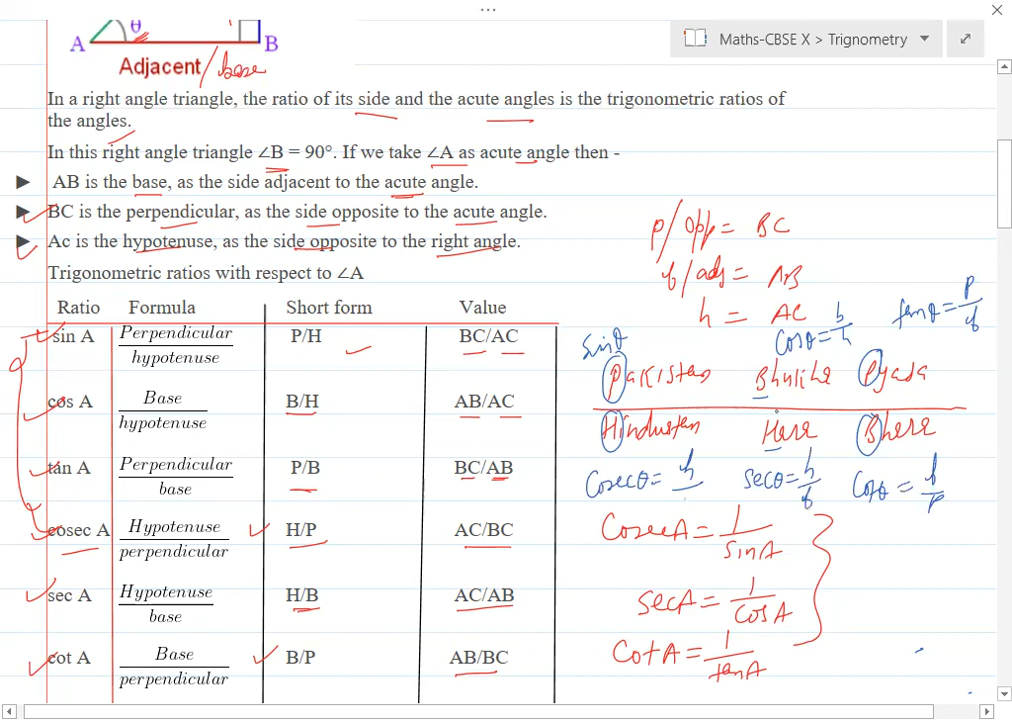 Maths-CBSE X > Trignometry
θ
A B
Adjacent / base
In a right angle triangle, the ratio of its side and the acute angles is the trigonometric ratios of
the angles.
In this right angle triangle ∠B = 90°. If we take ∠A as acute angle then -
► AB is the base, as the side adjacent to the acute angle.
► BC is the perpendicular, as the side opposite to the acute angle.
► Ac is the hypotenuse, as the side opposite to the right angle.
Trigonometric ratios with respect to ∠A
Ratio Formula Short form Value
sin A Perpendicular/hypotenuse P/H BC/AC
cos A Base/hypotenuse B/H AB/AC
tan A Perpendicular/base P/B BC/AB
cosec A Hypotenuse/perpendicular H/P AC/BC
sec A Hypotenuse/base H/B AC/AB
cot A Base/perpendicular B/P AB/BC
p/opp = BC
b/adj = AB
h = AC
sinθ cosθ = b/h tanθ = P/b
Pakistan Bhukhe Pyasa
Hindustan Hare Bhere
Cosecθ = h/ secθ = h/b cotθ = b/p
CosecA = 1/sinA
secA = 1/cosA
CotA = 1/tanA